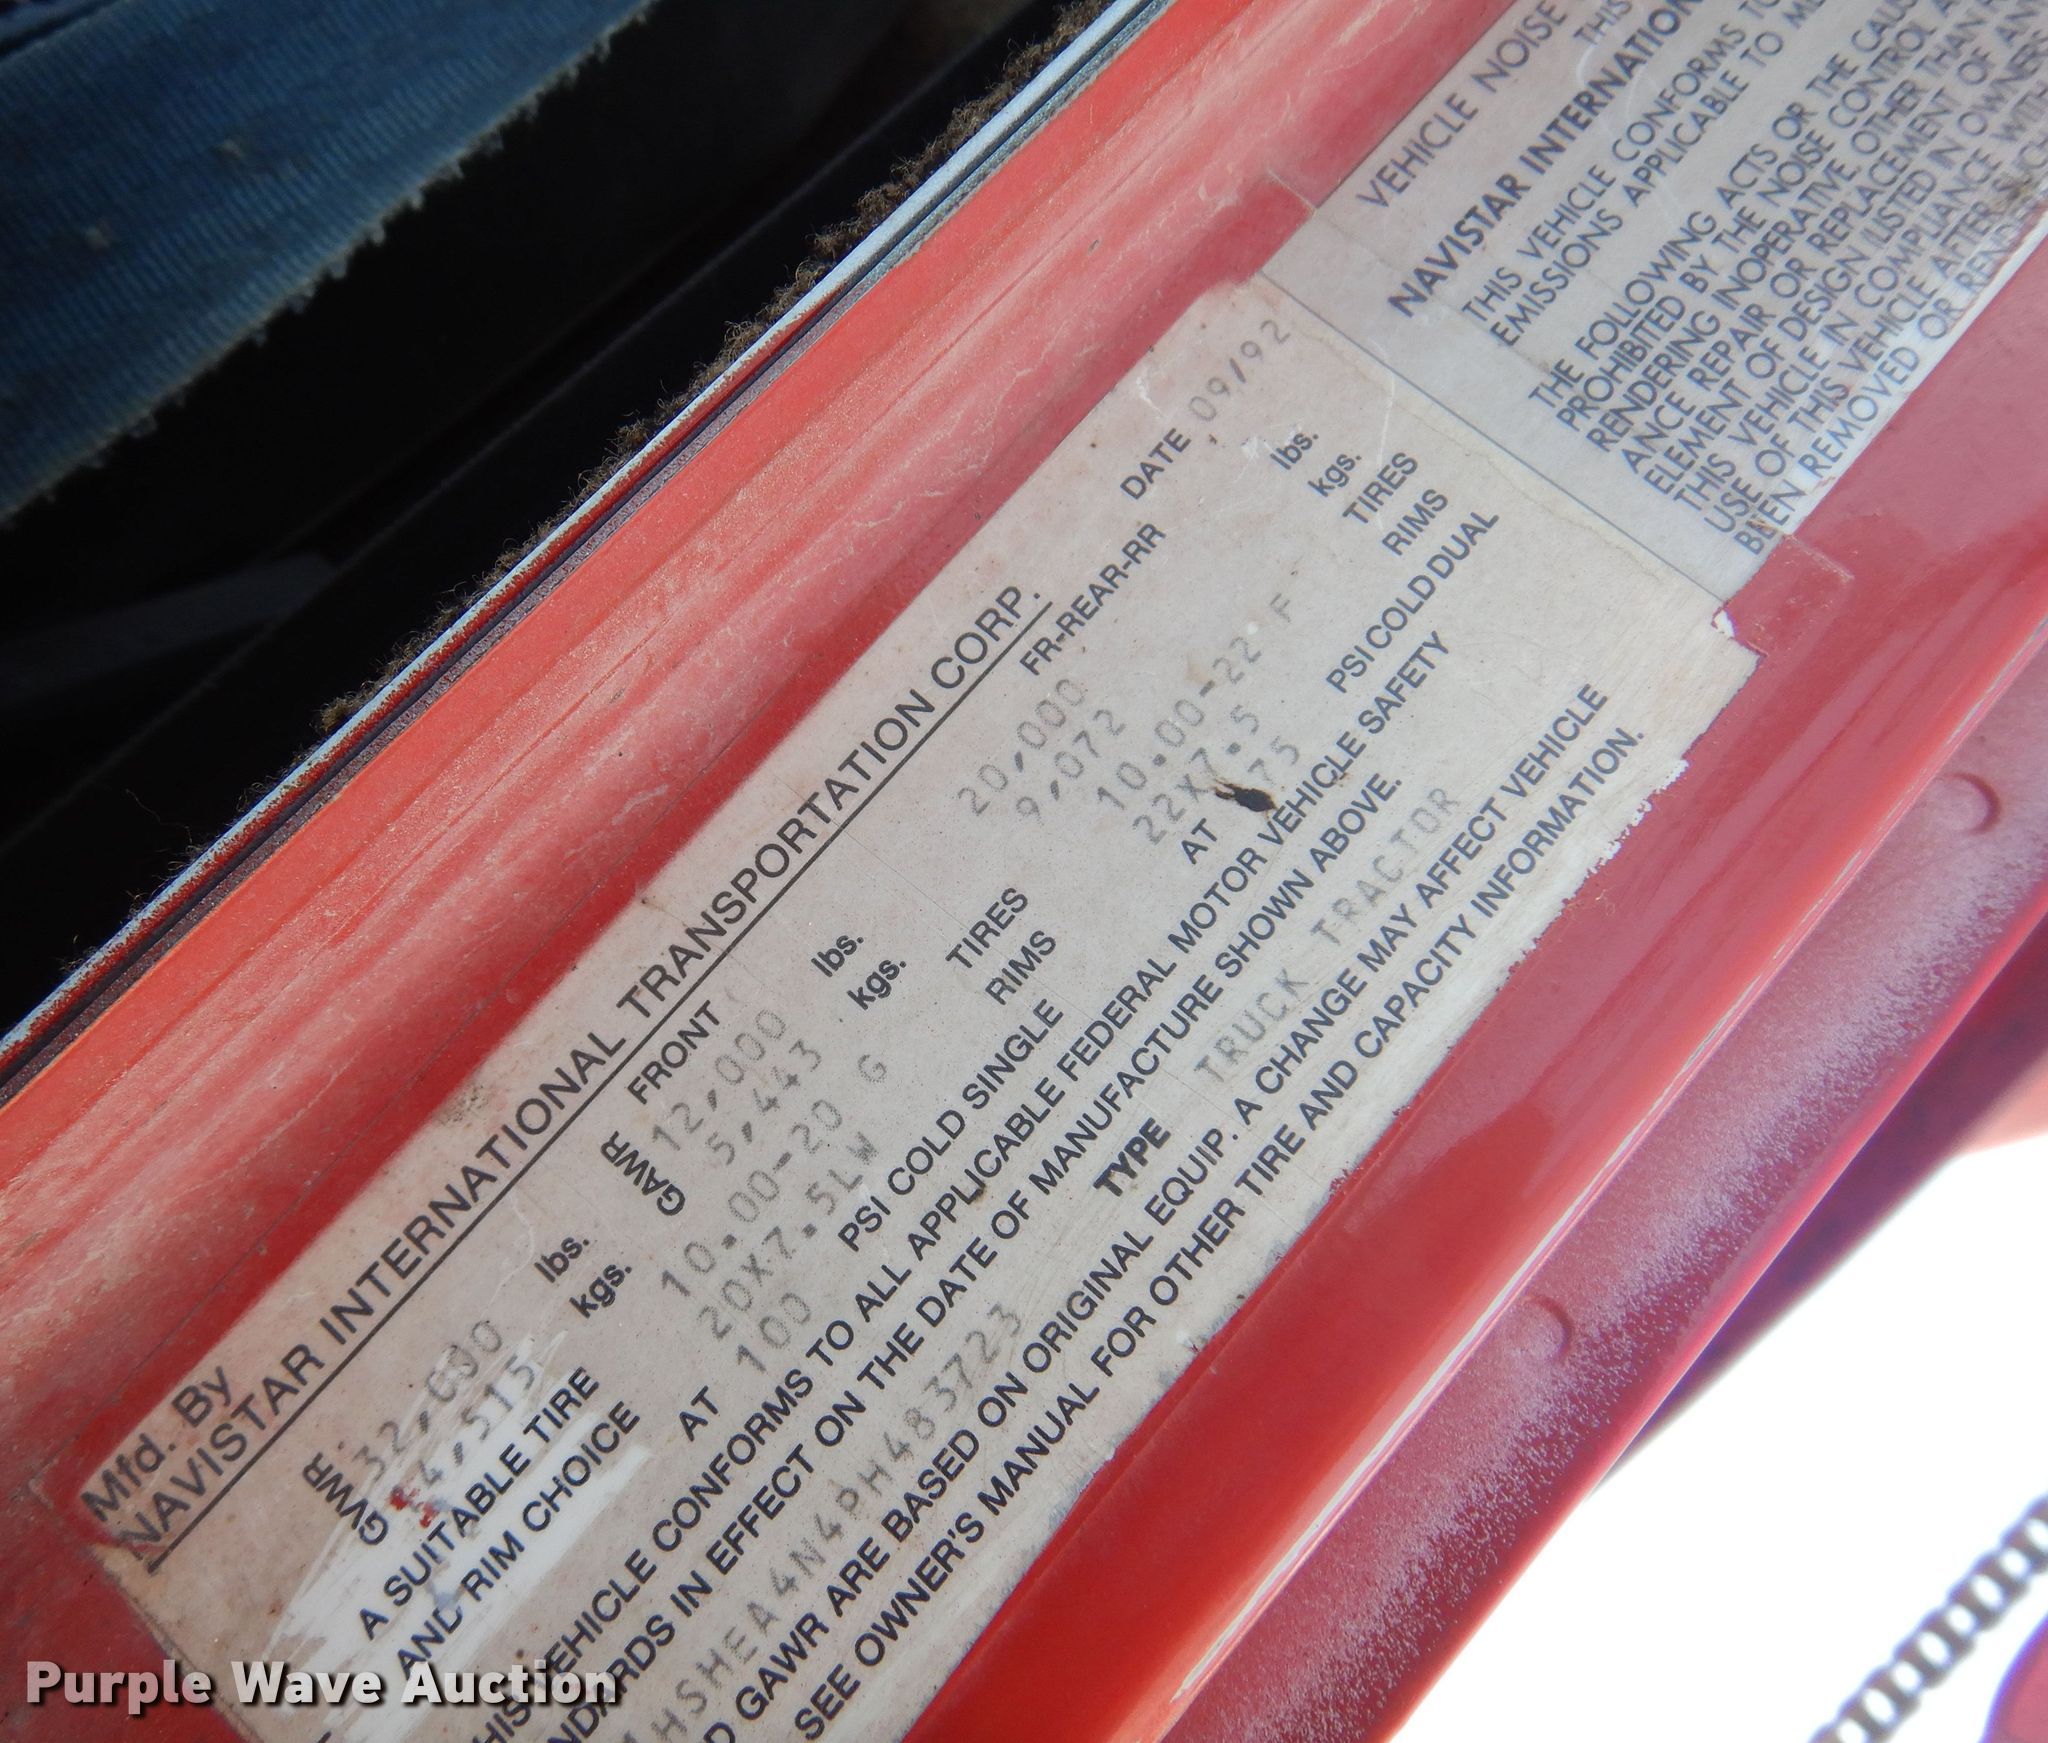 Mfd. By
NAVISTAR INTERNATIONAL TRANSPORTATION CORP.
DATE 09/92
GVWR 32,000 lbs. GAWR FRONT 12,000 lbs. FR-REAR-RR 20,000 lbs.
GVWR 14,515 kgs. GAWR 5,443 kgs. 9,072 kgs.
A SUITABLE TIRE 10.00-20 G TIRES 10.00-22 F TIRES
AND RIM CHOICE 20X7.5LW RIMS 22X7.5 RIMS
AT 100 PSI COLD SINGLE AT 75 PSI COLD DUAL
VEHICLE CONFORMS TO ALL APPLICABLE FEDERAL MOTOR VEHICLE SAFETY
IN EFFECT ON THE DATE OF MANUFACTURE SHOWN ABOVE.
HSHEA4N4PH483723 TYPE TRUCK TRACTOR
GAWR ARE BASED ON ORIGINAL EQUIP. A CHANGE MAY AFFECT VEHICLE
SEE OWNER'S MANUAL FOR OTHER TIRE AND CAPACITY INFORMATION.
VEHICLE NOISE
THIS
NAVISTAR INTERNATIONAL
THIS VEHICLE CONFORMS TO
EMISSIONS APPLICABLE TO
THE FOLLOWING ACTS OR THE
PROHIBITED BY THE NOISE CONTROL
RENDERING INOPERATIVE OTHER THAN
ANCE REPAIR OR REPLACEMENT OF
ELEMENT OF DESIGN (LISTED IN OWNERS
THIS VEHICLE IN COMPLIANCE WITH
USE OF THIS VEHICLE AFTER SUCH
BEEN REMOVED OR
Purple Wave Auction